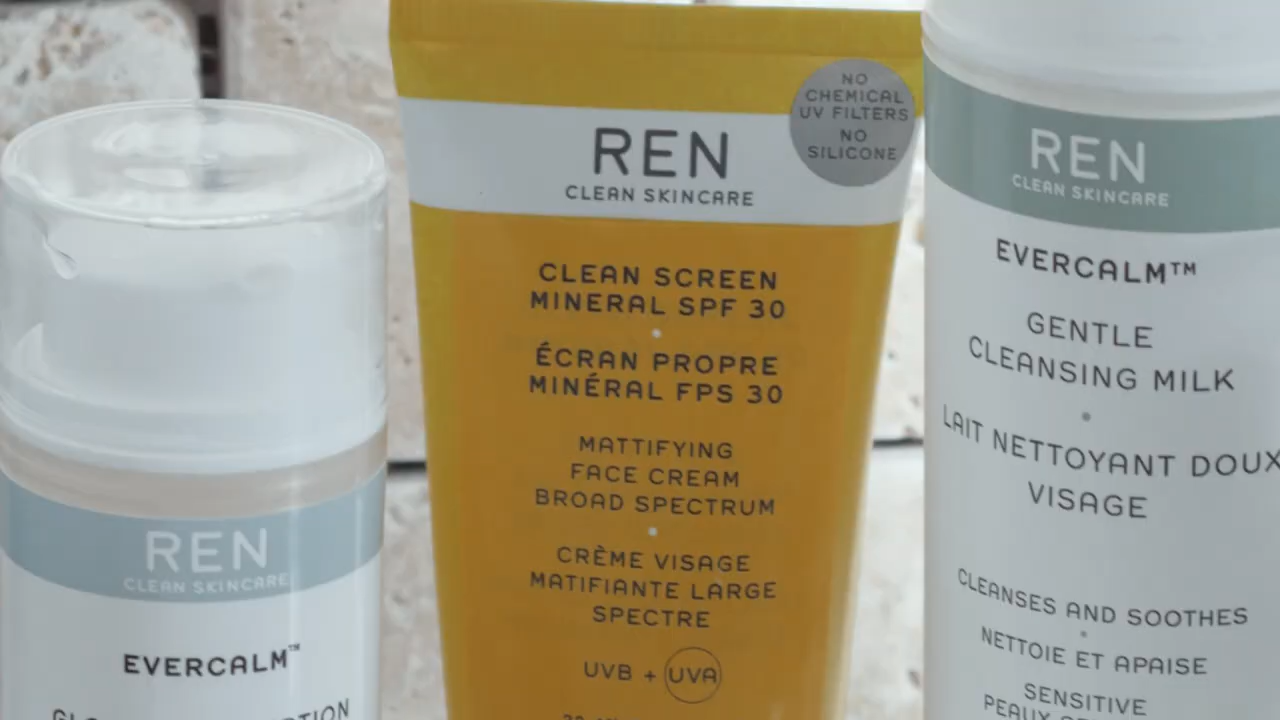 REN
CLEAN SKINCARE
EVERCALM™
NO
CHEMICAL
UV FILTERS
NO
SILICONE
REN
CLEAN SKINCARE
CLEAN SCREEN
MINERAL SPF 30
ÉCRAN PROPRE
MINÉRAL FPS 30
MATTIFYING
FACE CREAM
BROAD SPECTRUM
CRÈME VISAGE
MATIFIANTE LARGE
SPECTRE
UVB + UVA
REN
CLEAN SKINCARE
EVERCALM™
GENTLE
CLEANSING MILK
LAIT NETTOYANT DOUX
VISAGE
CLEANSES AND SOOTHES
NETTOIE ET APAISE
SENSITIVE
PEAUX